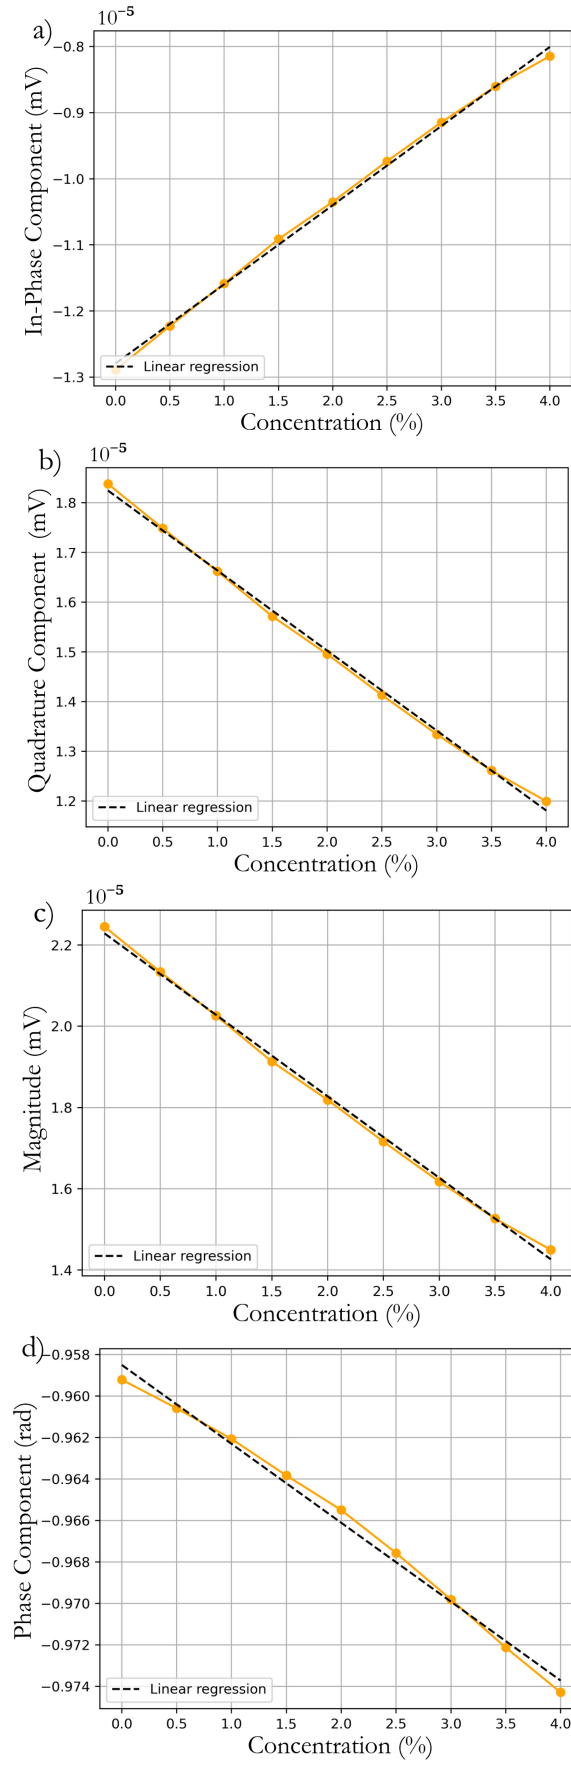 a)
10⁻⁵
In-Phase Component (mV)
−0.8
−0.9
−1.0
−1.1
−1.2
−1.3
Linear regression
0.0 0.5 1.0 1.5 2.0 2.5 3.0 3.5 4.0
Concentration (%)
b)
10⁻⁵
Quadrature Component (mV)
1.8
1.7
1.6
1.5
1.4
1.3
1.2
Linear regression
0.0 0.5 1.0 1.5 2.0 2.5 3.0 3.5 4.0
Concentration (%)
c)
10⁻⁵
Magnitude (mV)
2.2
2.0
1.8
1.6
1.4
Linear regression
0.0 0.5 1.0 1.5 2.0 2.5 3.0 3.5 4.0
Concentration (%)
d)
Phase Component (rad)
−0.958
−0.960
−0.962
−0.964
−0.966
−0.968
−0.970
−0.972
−0.974
Linear regression
0.0 0.5 1.0 1.5 2.0 2.5 3.0 3.5 4.0
Concentration (%)